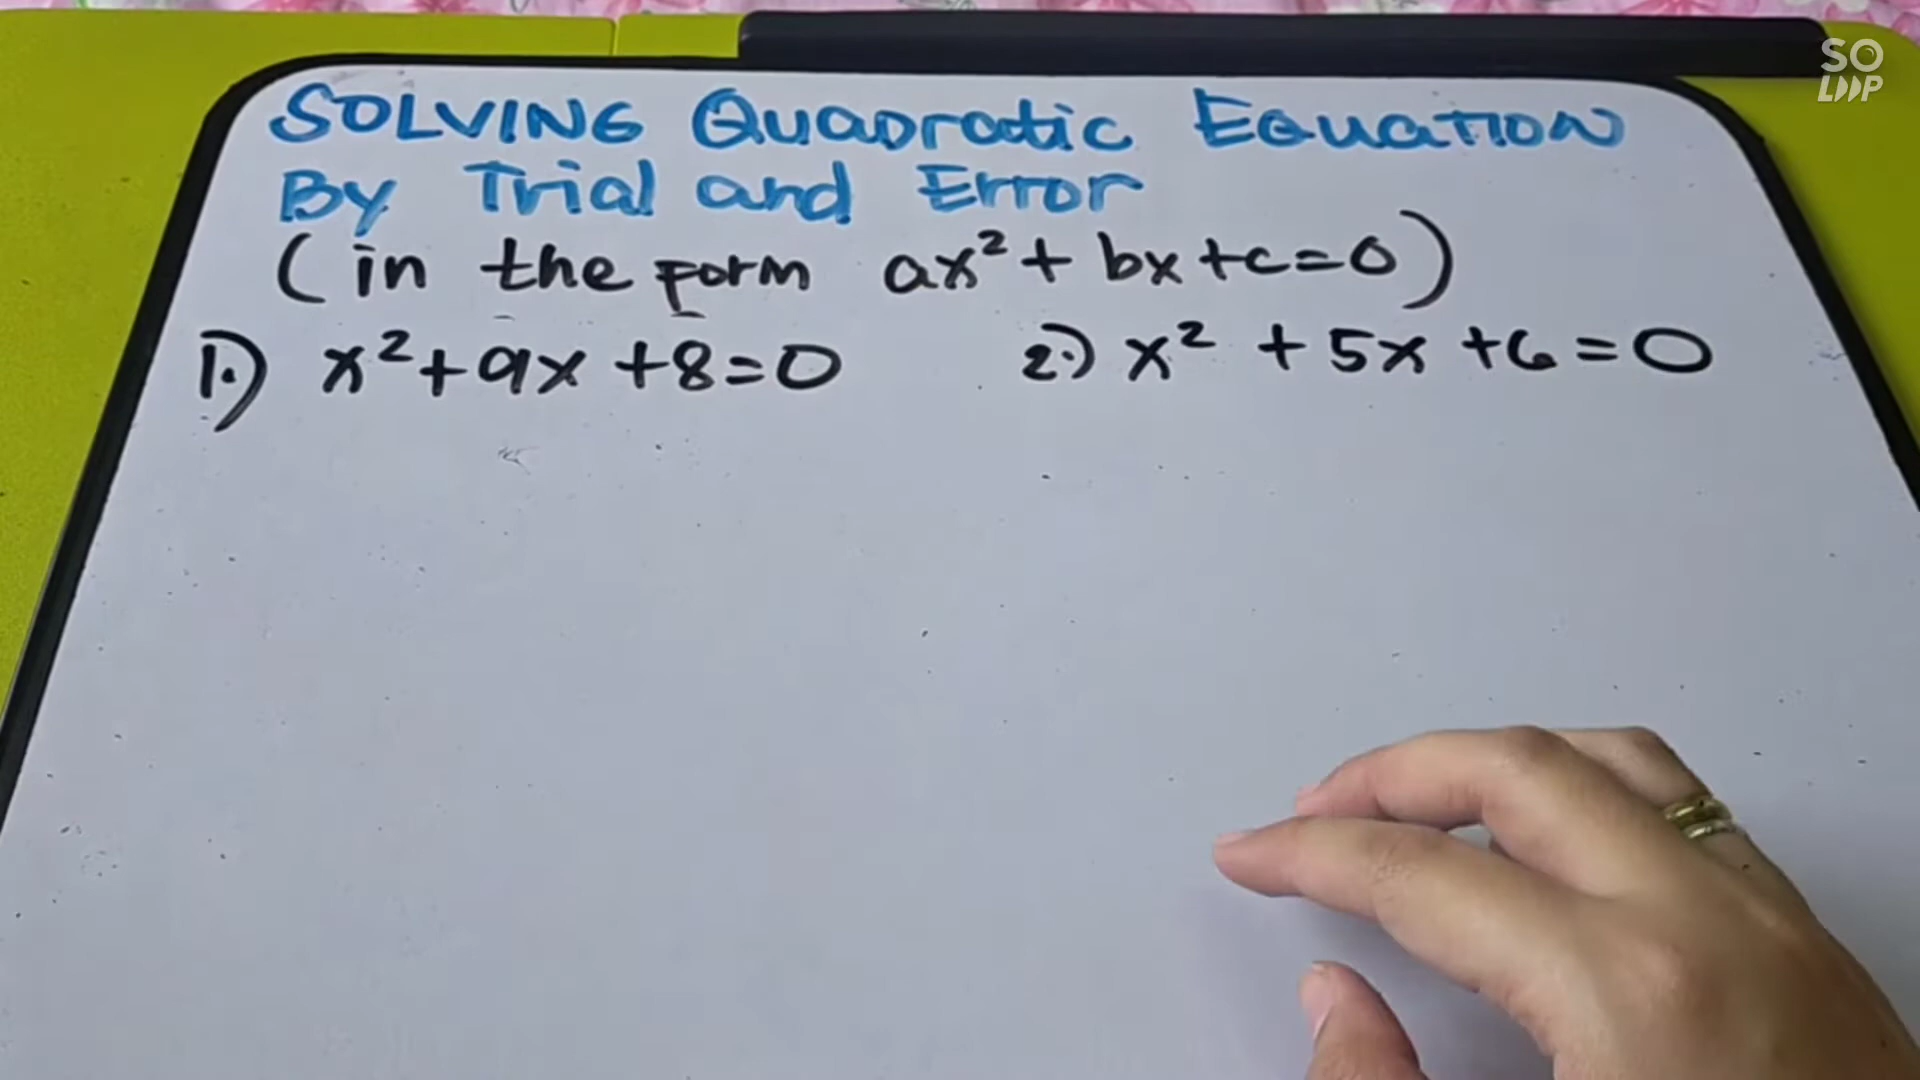 SOLVING Quadratic Equation
By Trial and Error
(in the form ax²+ bx+c=0)
1.) x²+9x+8=0
2.) x² +5x+6=0
SO
LOOP